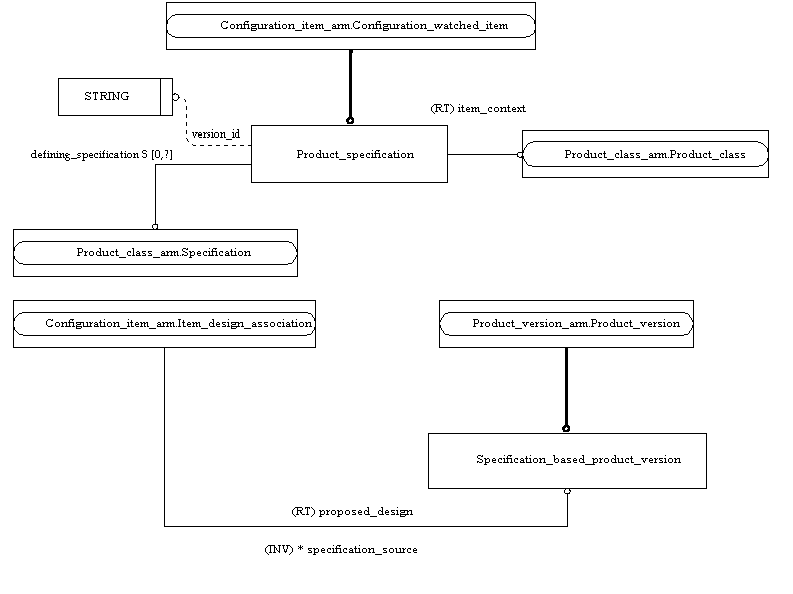 Configuration_item_arm.Configuration_watched_item
STRING
(RT) item_context
version_id
defining_specification S [0,?]
Product_specification
Product_class_arm.Product_class
Product_class_arm.Specification
Configuration_item_arm.Item_design_association
Product_version_arm.Product_version
Specification_based_product_version
(RT) proposed_design
(INV) * specification_source